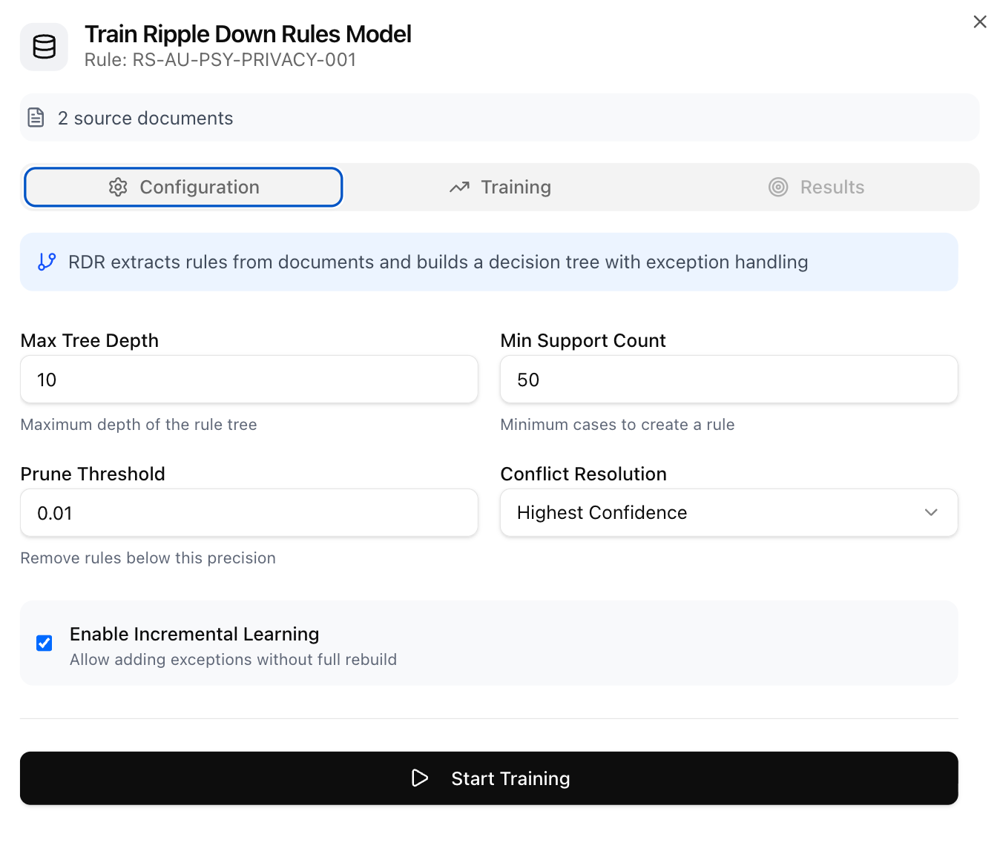 Train Ripple Down Rules Model
Rule: RS-AU-PSY-PRIVACY-001
2 source documents
Configuration
Training
Results
RDR extracts rules from documents and builds a decision tree with exception handling
Max Tree Depth
10
Maximum depth of the rule tree
Min Support Count
50
Minimum cases to create a rule
Prune Threshold
0.01
Remove rules below this precision
Conflict Resolution
Highest Confidence
Enable Incremental Learning
Allow adding exceptions without full rebuild
Start Training